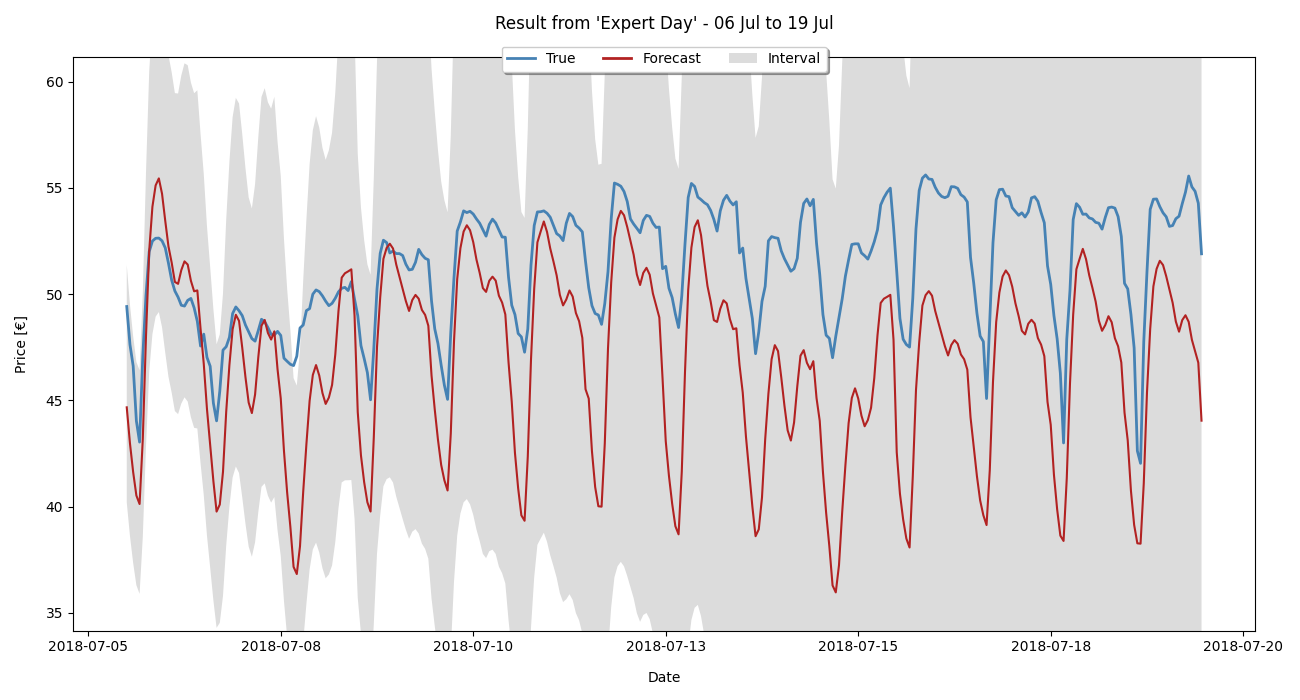 Result from 'Expert Day' - 06 Jul to 19 Jul
True
Forecast
Interval
Price [€]
60
55
50
45
40
35
2018-07-05
2018-07-08
2018-07-10
2018-07-13
2018-07-15
2018-07-18
2018-07-20
Date